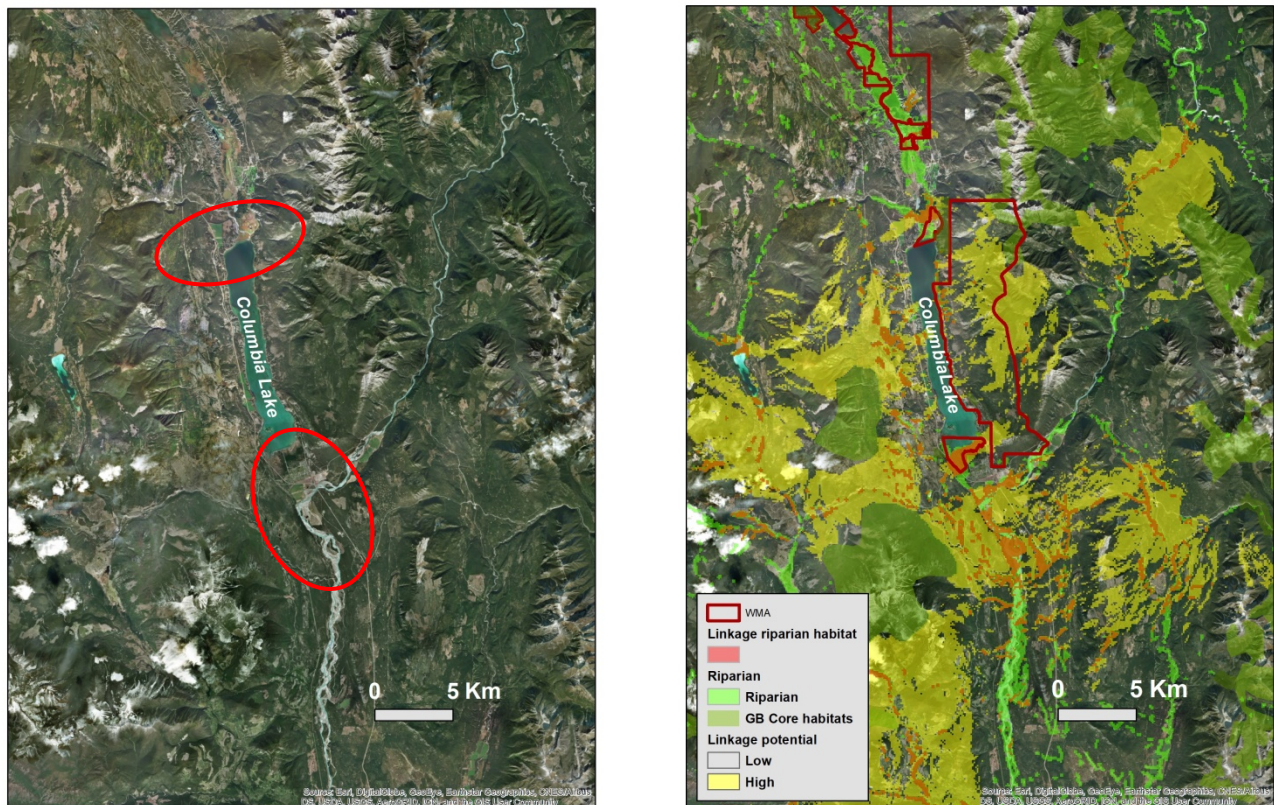 Columbia Lake
0 5 Km
Source: Esri, DigitalGlobe, GeoEye, Earthstar Geographics, CNES/Airbus
DS, USDA, USGS, AeroGRID, IGN, and the GIS User Community
ColumbiaLake
WMA
Linkage riparian habitat
Riparian
Riparian
GB Core habitats
Linkage potential
Low
High
0 5 Km
Source: Esri, DigitalGlobe, GeoEye, Earthstar Geographics, CNES/Airbus
DS, USDA, USGS, AeroGRID, IGN, and the GIS User Community